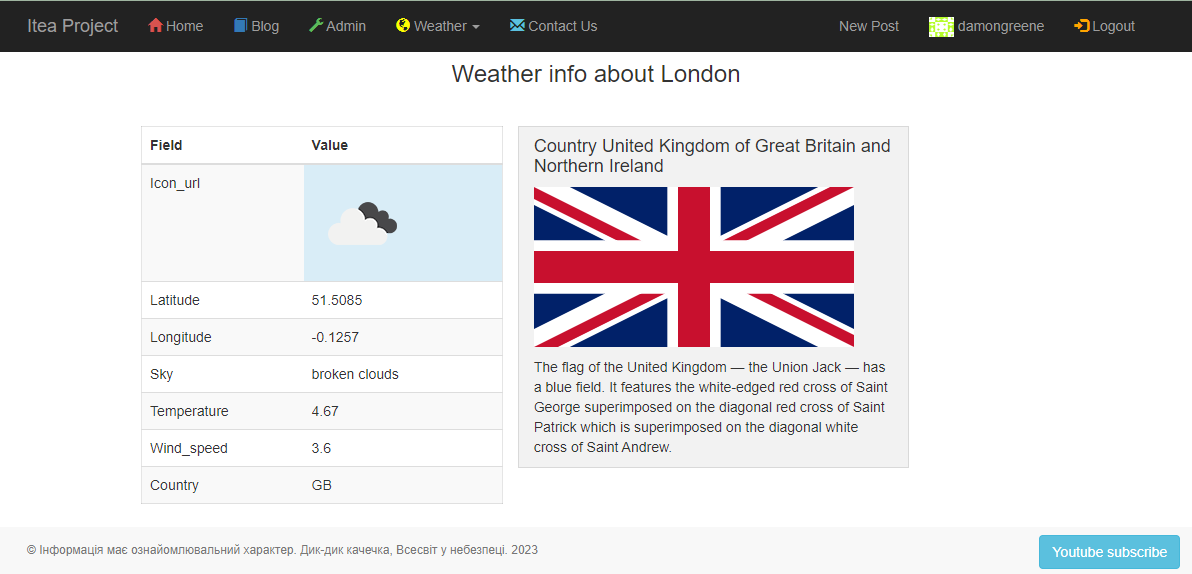 Itea Project Home Blog Admin Weather Contact Us New Post damongreene Logout
Weather info about London
Field Value
Icon_url
Latitude 51.5085
Longitude -0.1257
Sky broken clouds
Temperature 4.67
Wind_speed 3.6
Country GB
Country United Kingdom of Great Britain and
Northern Ireland
The flag of the United Kingdom — the Union Jack — has
a blue field. It features the white-edged red cross of Saint
George superimposed on the diagonal red cross of Saint
Patrick which is superimposed on the diagonal white
cross of Saint Andrew.
© Інформація має ознайомлювальний характер. Дик-дик качечка, Всесвіт у небезпеці. 2023
Youtube subscribe